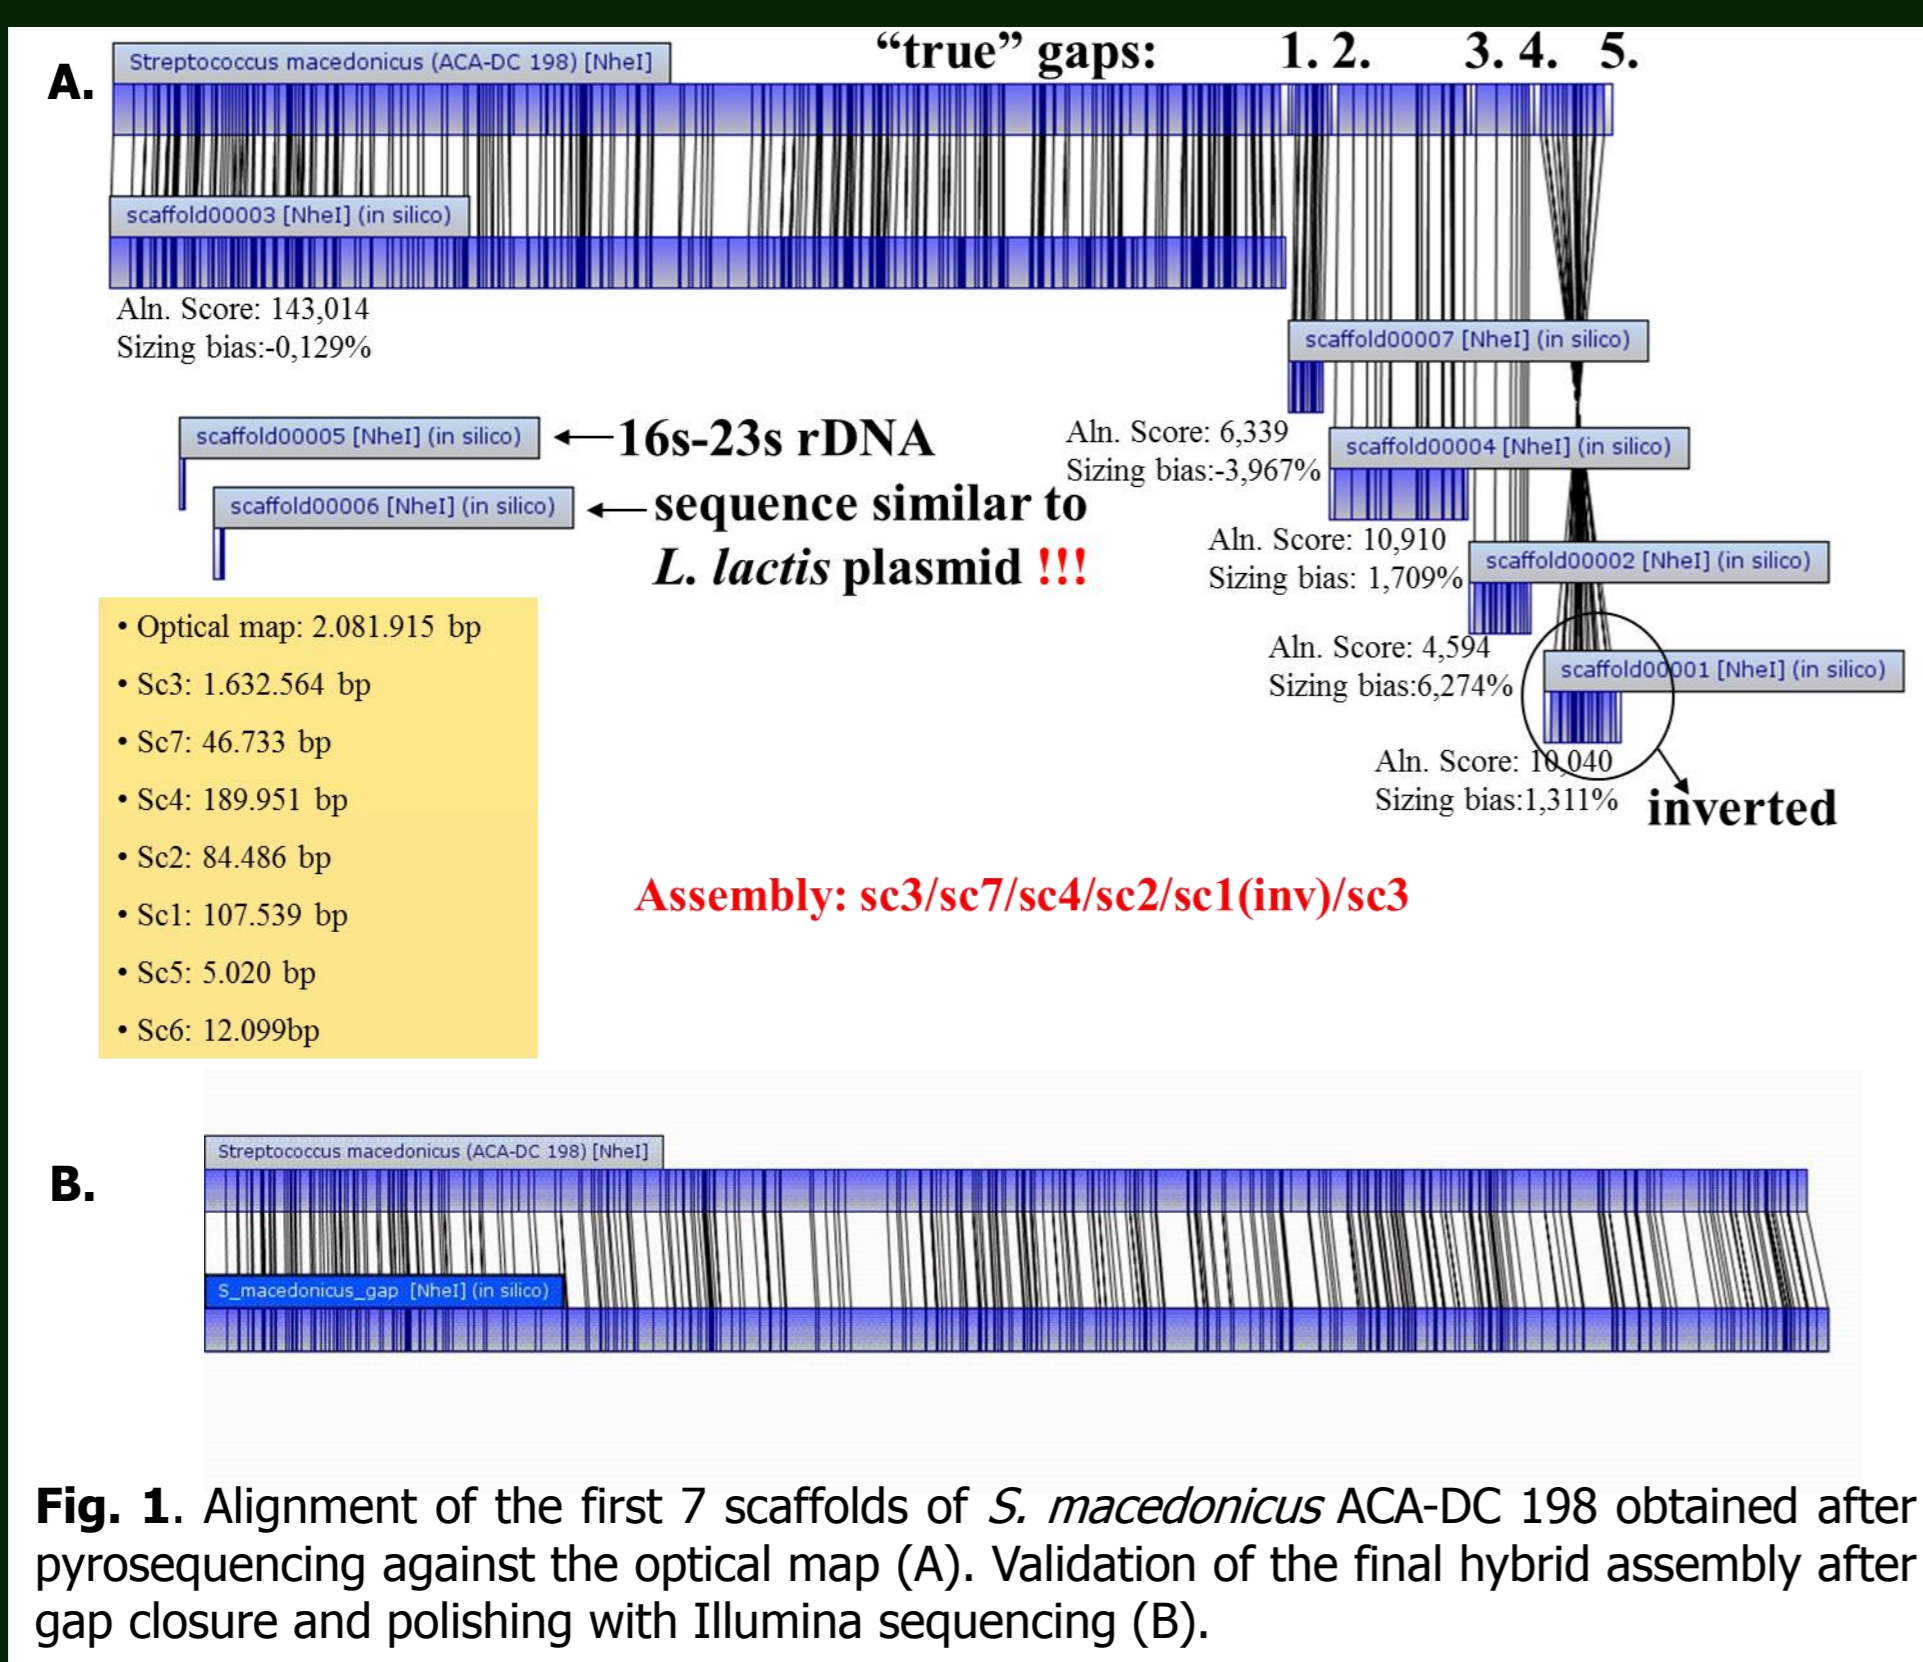 A.
Streptococcus macedonicus (ACA-DC 198) [NheI]
“true” gaps: 1. 2. 3. 4. 5.
scaffold00003 [NheI] (in silico)
Aln. Score: 143,014
Sizing bias:-0,129%
scaffold00007 [NheI] (in silico)
Aln. Score: 6,339
Sizing bias:-3,967%
scaffold00004 [NheI] (in silico)
Aln. Score: 10,910
Sizing bias: 1,709%
scaffold00002 [NheI] (in silico)
Aln. Score: 4,594
Sizing bias:6,274%
scaffold00001 [NheI] (in silico)
Aln. Score: 10,040
Sizing bias:1,311%
inverted
scaffold00005 [NheI] (in silico)
16s-23s rDNA
scaffold00006 [NheI] (in silico)
sequence similar to
L. lactis plasmid !!!
• Optical map: 2.081.915 bp
• Sc3: 1.632.564 bp
• Sc7: 46.733 bp
• Sc4: 189.951 bp
• Sc2: 84.486 bp
• Sc1: 107.539 bp
• Sc5: 5.020 bp
• Sc6: 12.099bp
Assembly: sc3/sc7/sc4/sc2/sc1(inv)/sc3
B.
Streptococcus macedonicus (ACA-DC 198) [NheI]
S_macedonicus_gap [NheI] (in silico)
Fig. 1. Alignment of the first 7 scaffolds of S. macedonicus ACA-DC 198 obtained after
pyrosequencing against the optical map (A). Validation of the final hybrid assembly after
gap closure and polishing with Illumina sequencing (B).